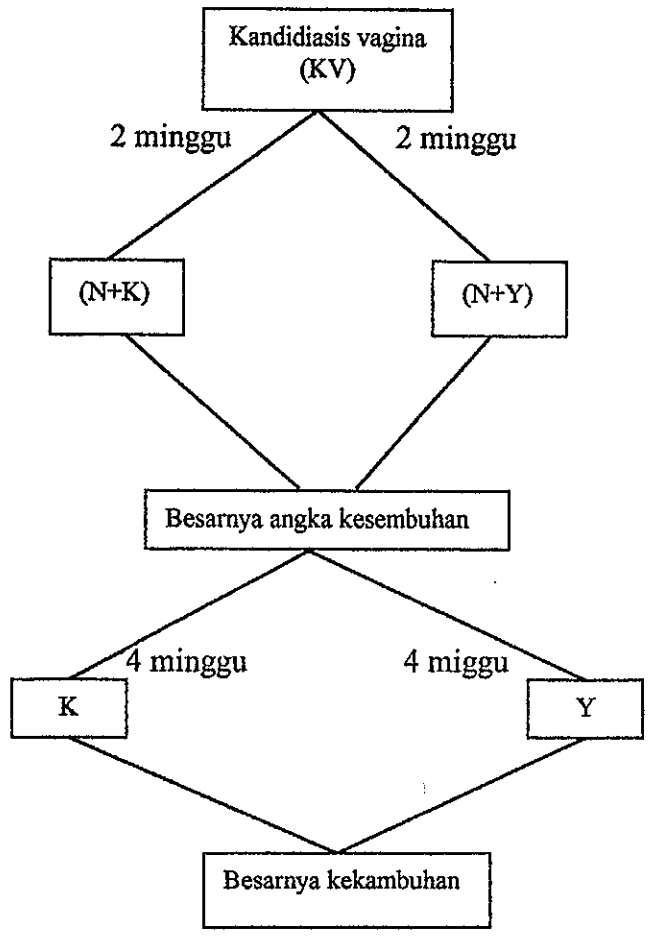 Kandidiasis vagina
(KV)
2 minggu
2 minggu
(N+K)
(N+Y)
Besarnya angka kesembuhan
4 minggu
4 miggu
K
Y
Besarnya kekambuhan